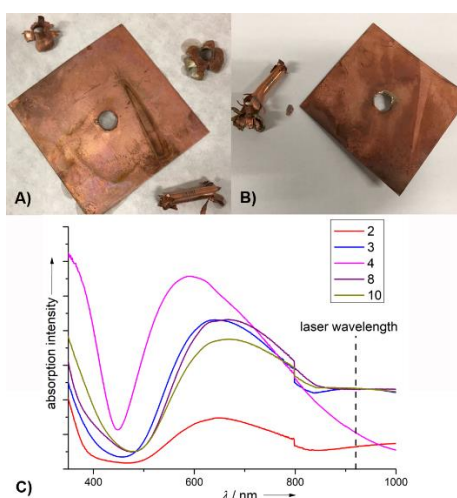 A)
B)
2
3
4
8
10
laser wavelength
absorption intensity
400
600
800
1000
C)
λ / nm